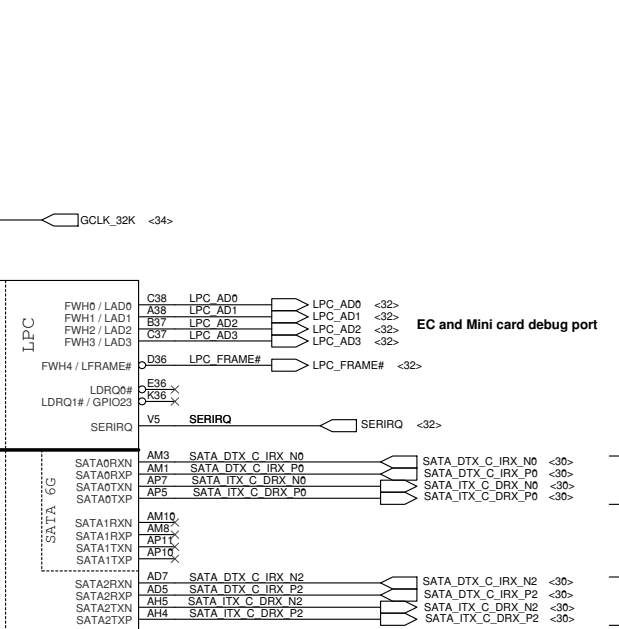 GCLK_32K <34>
LPC
FWH0 / LAD0 C38 LPC_AD0 LPC_AD0 <32>
FWH1 / LAD1 A38 LPC_AD1 LPC_AD1 <32>
FWH2 / LAD2 B37 LPC_AD2 LPC_AD2 <32>
FWH3 / LAD3 C37 LPC_AD3 LPC_AD3 <32>
EC and Mini card debug port
FWH4 / LFRAME# D36 LPC_FRAME# LPC_FRAME# <32>
LDRQ0# E36
LDRQ1# / GPIO23 K36
SERIRQ V5 SERIRQ SERIRQ <32>
SATA 6G
SATA0RXN AM3 SATA_DTX_C_IRX_N0 SATA_DTX_C_IRX_N0 <30>
SATA0RXP AM1 SATA_DTX_C_IRX_P0 SATA_DTX_C_IRX_P0 <30>
SATA0TXN AP7 SATA_ITX_C_DRX_N0 SATA_ITX_C_DRX_N0 <30>
SATA0TXP AP5 SATA_ITX_C_DRX_P0 SATA_ITX_C_DRX_P0 <30>
SATA1RXN AM10
SATA1RXP AM8
SATA1TXN AP11
SATA1TXP AP10
SATA2RXN AD7 SATA_DTX_C_IRX_N2 SATA_DTX_C_IRX_N2 <30>
SATA2RXP AD5 SATA_DTX_C_IRX_P2 SATA_DTX_C_IRX_P2 <30>
SATA2TXN AH5 SATA_ITX_C_DRX_N2 SATA_ITX_C_DRX_N2 <30>
SATA2TXP AH4 SATA_ITX_C_DRX_P2 SATA_ITX_C_DRX_P2 <30>